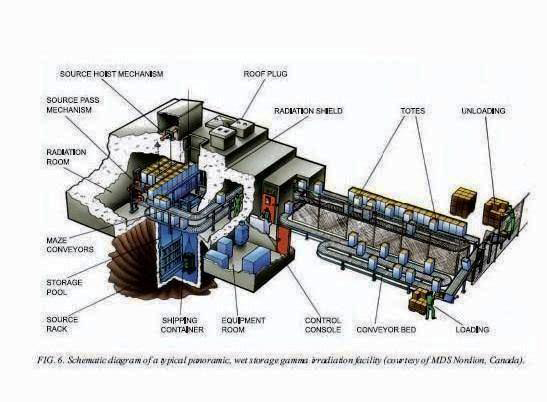 SOURCE HOIST MECHANISM
ROOF PLUG
SOURCE PASS
MECHANISM
RADIATION SHIELD
TOTES
UNLOADING
RADIATION
ROOM
MAZE
CONVEYORS
STORAGE
POOL
SOURCE
RACK
SHIPPING
CONTAINER
EQUIPMENT
ROOM
CONTROL
CONSOLE
CONVEYOR BED
LOADING
FIG. 6. Schematic diagram of a typical panoramic, wet storage gamma irradiation facility (courtesy of MDS Nordion, Canada).